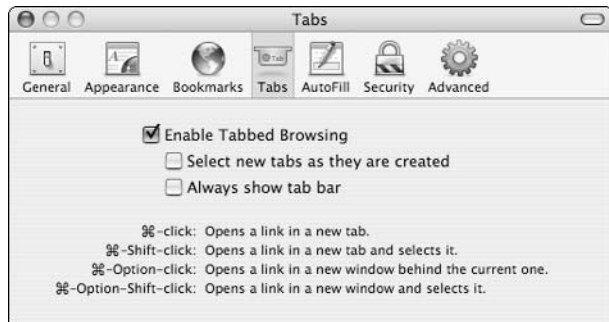 Tabs
General Appearance Bookmarks Tabs AutoFill Security Advanced
Enable Tabbed Browsing
Select new tabs as they are created
Always show tab bar
⌘-click: Opens a link in a new tab.
⌘-Shift-click: Opens a link in a new tab and selects it.
⌘-Option-click: Opens a link in a new window behind the current one.
⌘-Option-Shift-click: Opens a link in a new window and selects it.